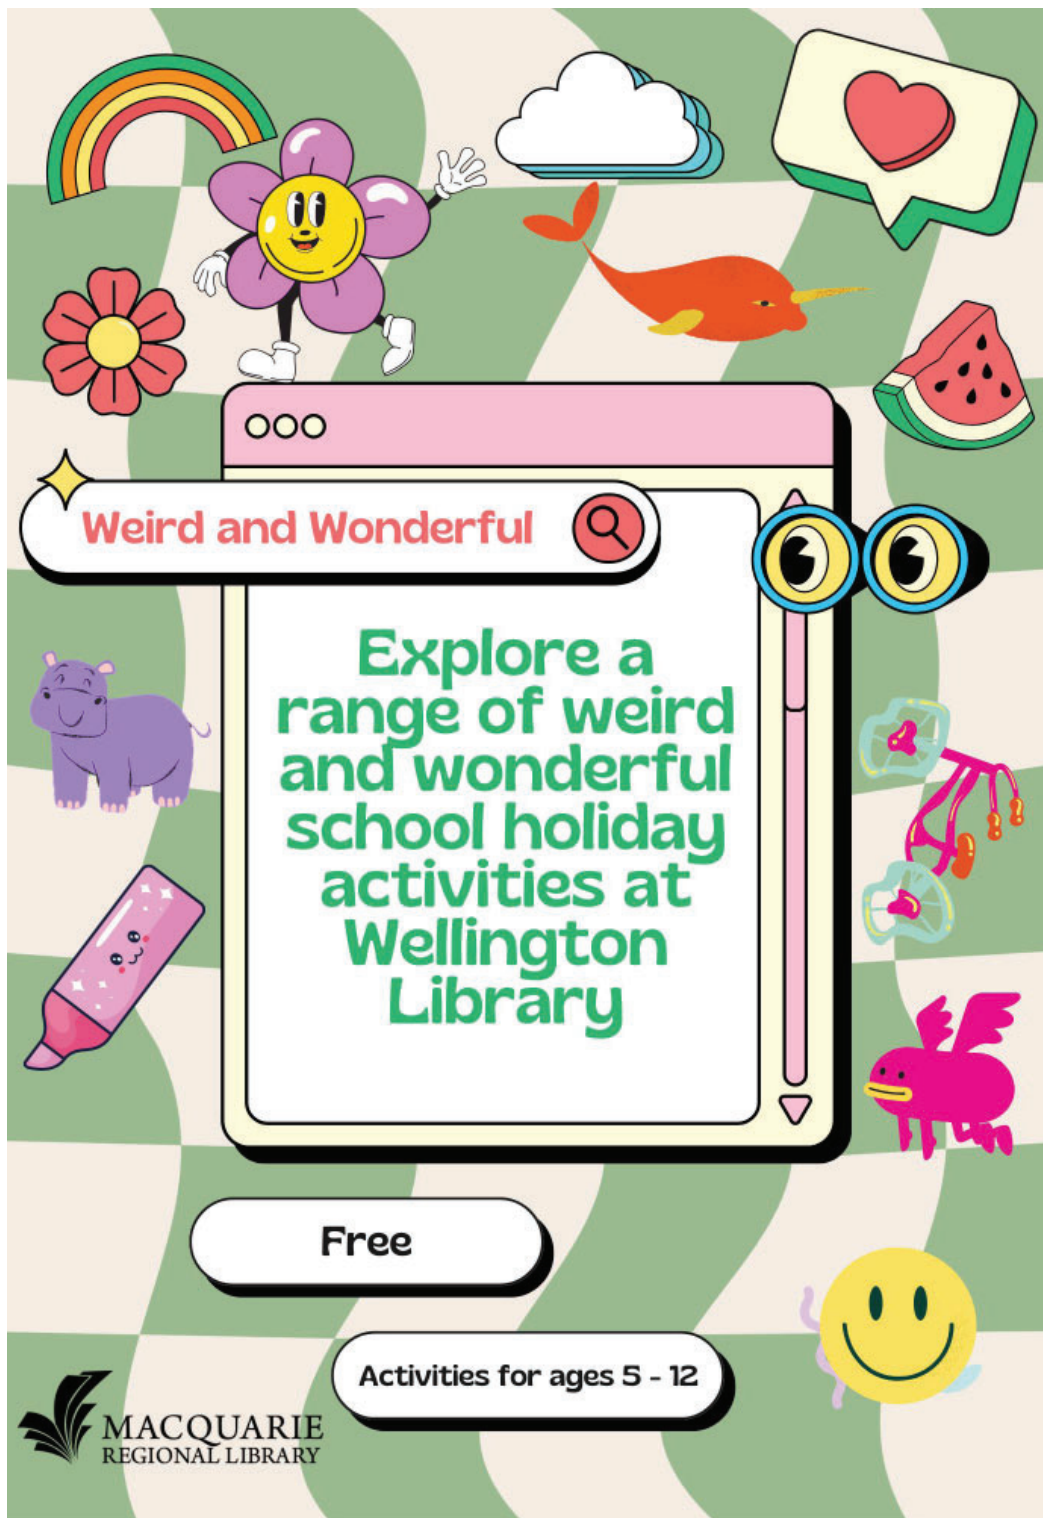 Weird and Wonderful
Explore a
range of weird
and wonderful
school holiday
activities at
Wellington
Library
Free
Activities for ages 5 - 12
MACQUARIE
REGIONAL LIBRARY